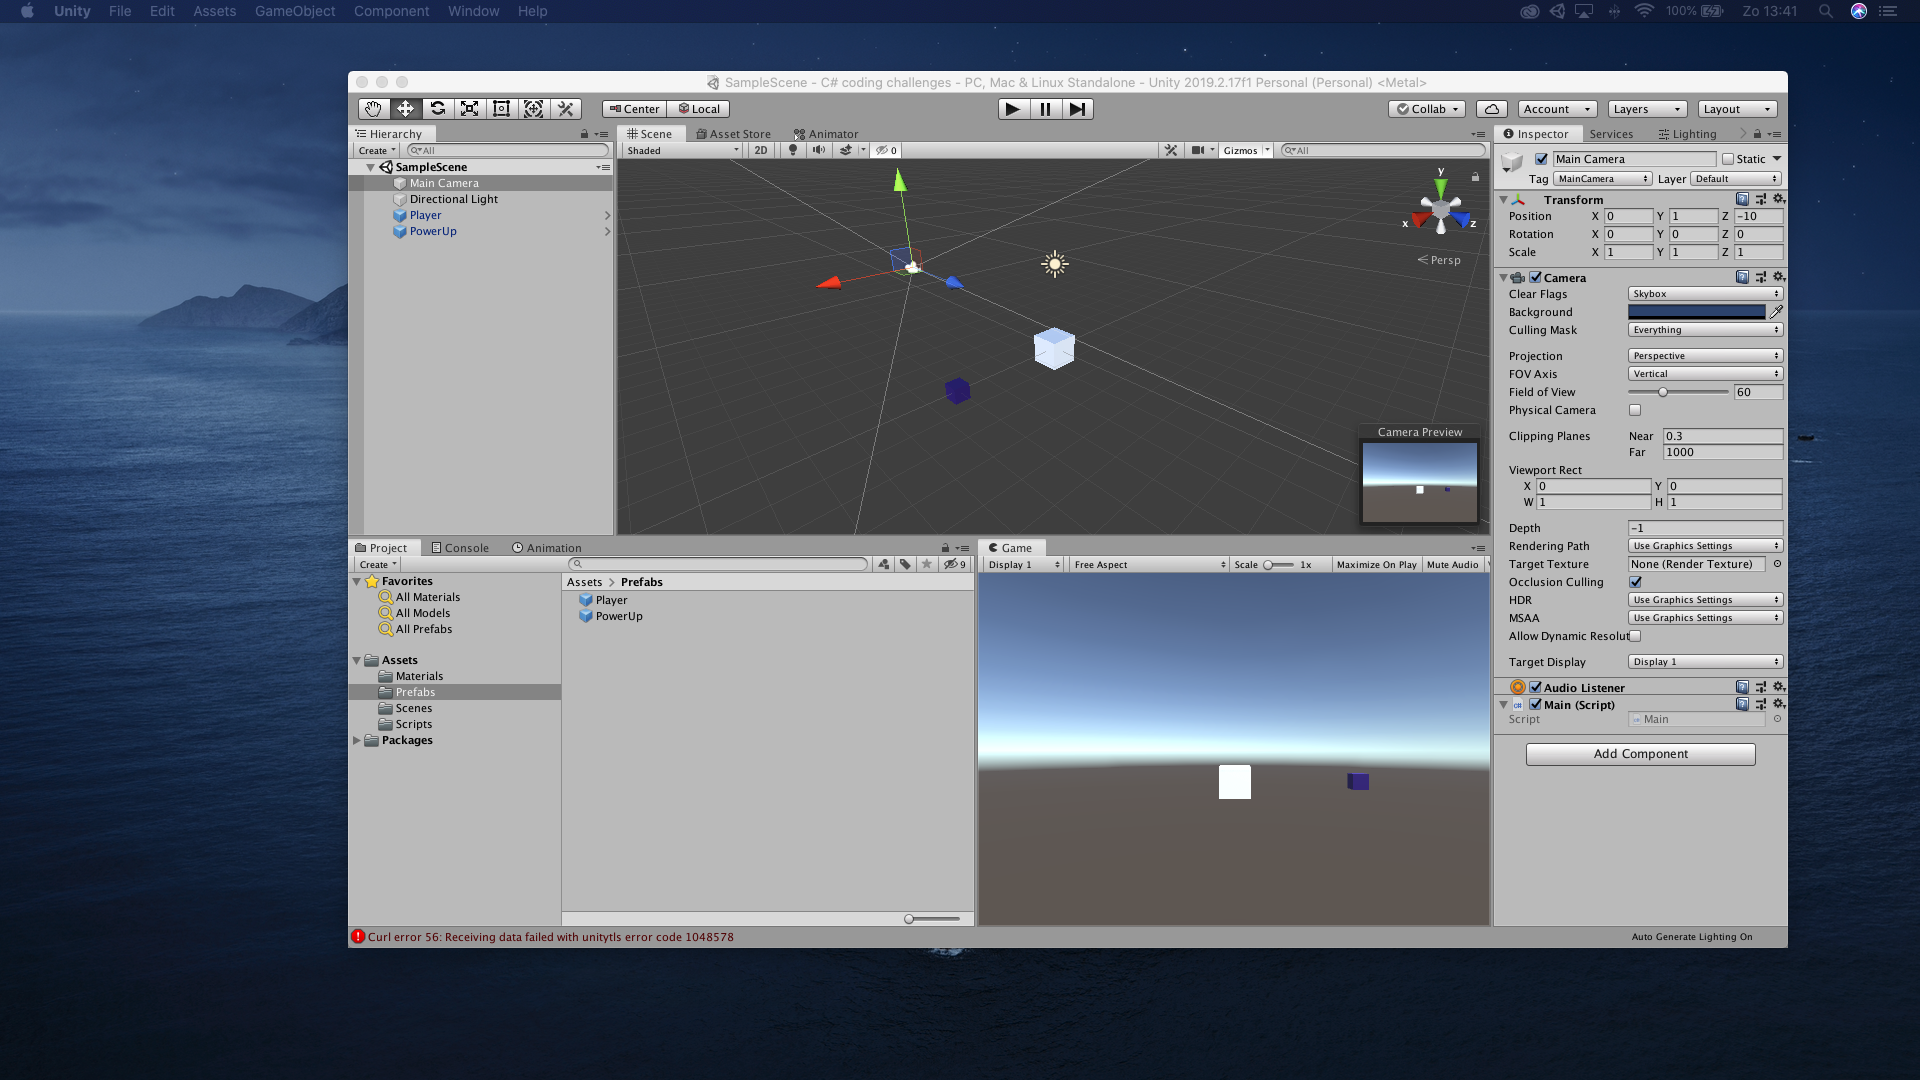 Unity File Edit Assets GameObject Component Window Help 100% Zo 13:41
SampleScene - C# coding challenges - PC, Mac & Linux Standalone - Unity 2019.2.17f1 Personal (Personal) <Metal>
Center Local Collab Account Layers Layout
Hierarchy
Create All
SampleScene
Main Camera
Directional Light
Player
PowerUp
Scene Asset Store Animator
Shaded 2D 0 Gizmos All
y
x z
Persp
Camera Preview
Inspector Services Lighting
Main Camera Static
Tag MainCamera Layer Default
Transform
Position X 0 Y 1 Z -10
Rotation X 0 Y 0 Z 0
Scale X 1 Y 1 Z 1
Camera
Clear Flags Skybox
Background
Culling Mask Everything
Projection Perspective
FOV Axis Vertical
Field of View 60
Physical Camera
Clipping Planes Near 0.3
Far 1000
Viewport Rect
X 0 Y 0
W 1 H 1
Depth -1
Rendering Path Use Graphics Settings
Target Texture None (Render Texture)
Occlusion Culling
HDR Use Graphics Settings
MSAA Use Graphics Settings
Allow Dynamic Resolut
Target Display Display 1
Audio Listener
C# Main (Script)
Script Main
Add Component
Project Console Animation
Create 9
Favorites
All Materials
All Models
All Prefabs
Assets
Materials
Prefabs
Scenes
Scripts
Packages
Assets > Prefabs
Player
PowerUp
Game
Display 1 Free Aspect Scale 1x Maximize On Play Mute Audio
Curl error 56: Receiving data failed with unitytls error code 1048578
Auto Generate Lighting On